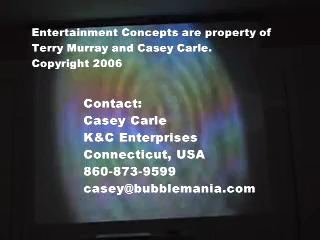 Entertainment Concepts are property of
Terry Murray and Casey Carle.
Copyright 2006
Contact:
Casey Carle
K&C Enterprises
Connecticut, USA
860-873-9599
casey@bubblemania.com